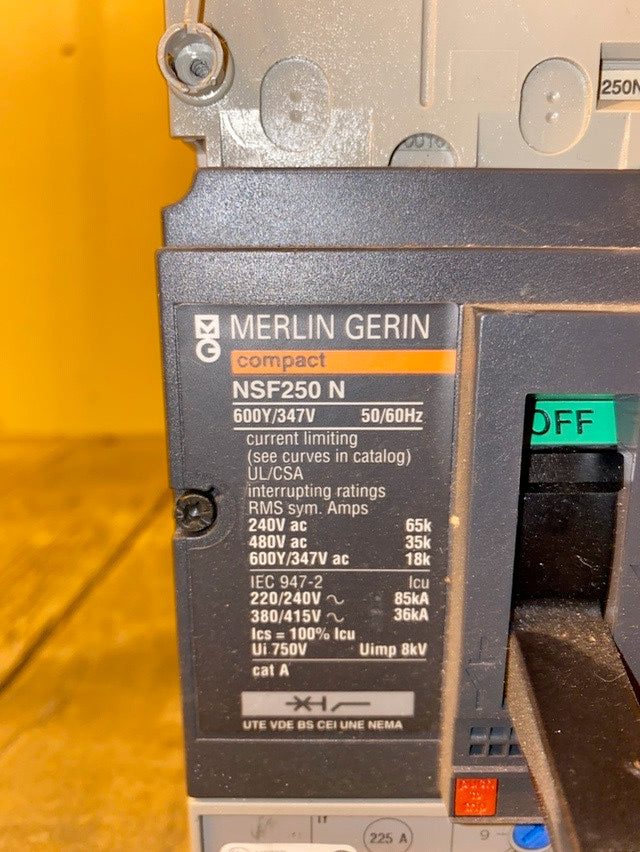 250N
MERLIN GERIN
compact
NSF250 N
600Y/347V 50/60Hz
current limiting
(see curves in catalog)
UL/CSA
interrupting ratings
RMS sym. Amps
240V ac 65k
480V ac 35k
600Y/347V ac 18k
IEC 947-2 Icu
220/240V ~ 85kA
380/415V ~ 36kA
Ics = 100% Icu
Ui 750V Uimp 8kV
cat A
UTE VDE BS CEI UNE NEMA
OFF
225 A
9